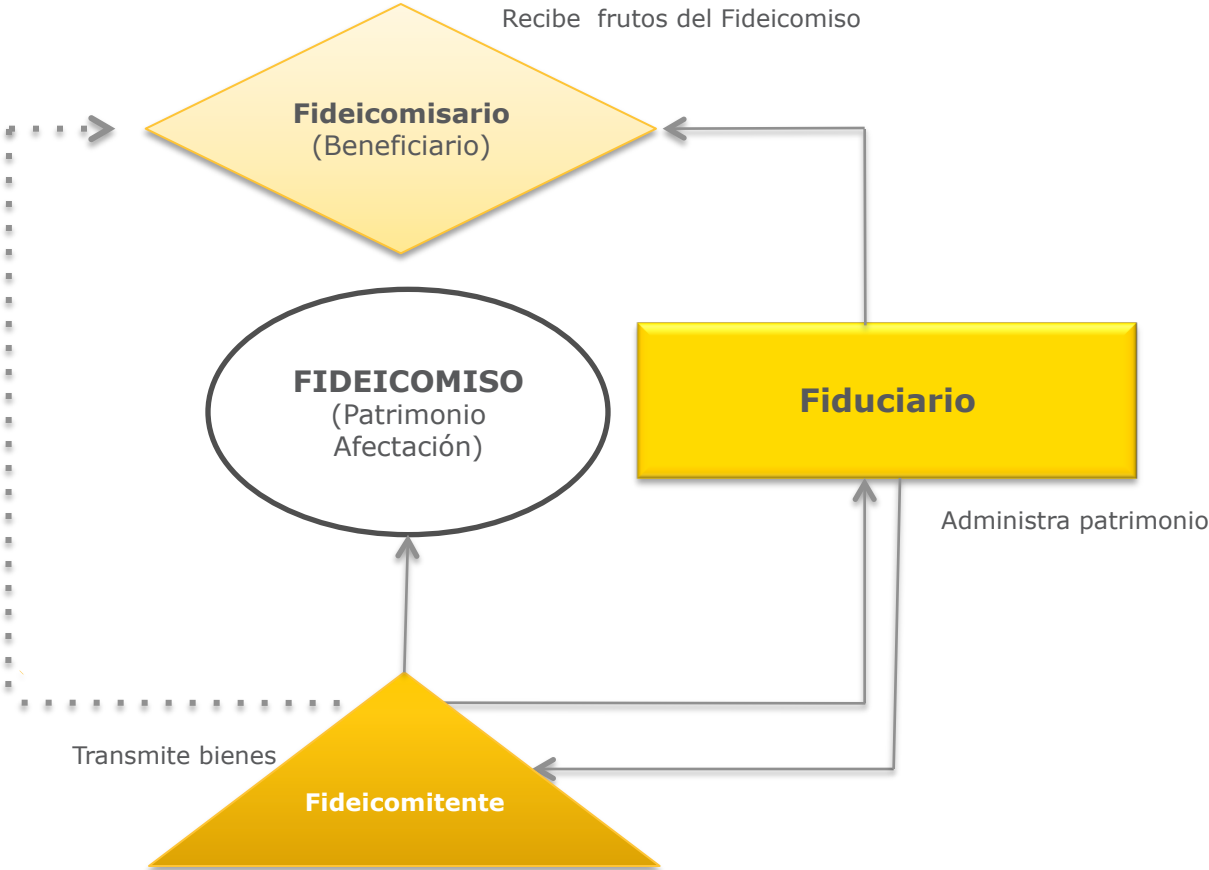 Recibe frutos del Fideicomiso
Fideicomisario
(Beneficiario)
FIDEICOMISO
(Patrimonio
Afectación)
Fiduciario
Administra patrimonio
Transmite bienes
Fideicomitente